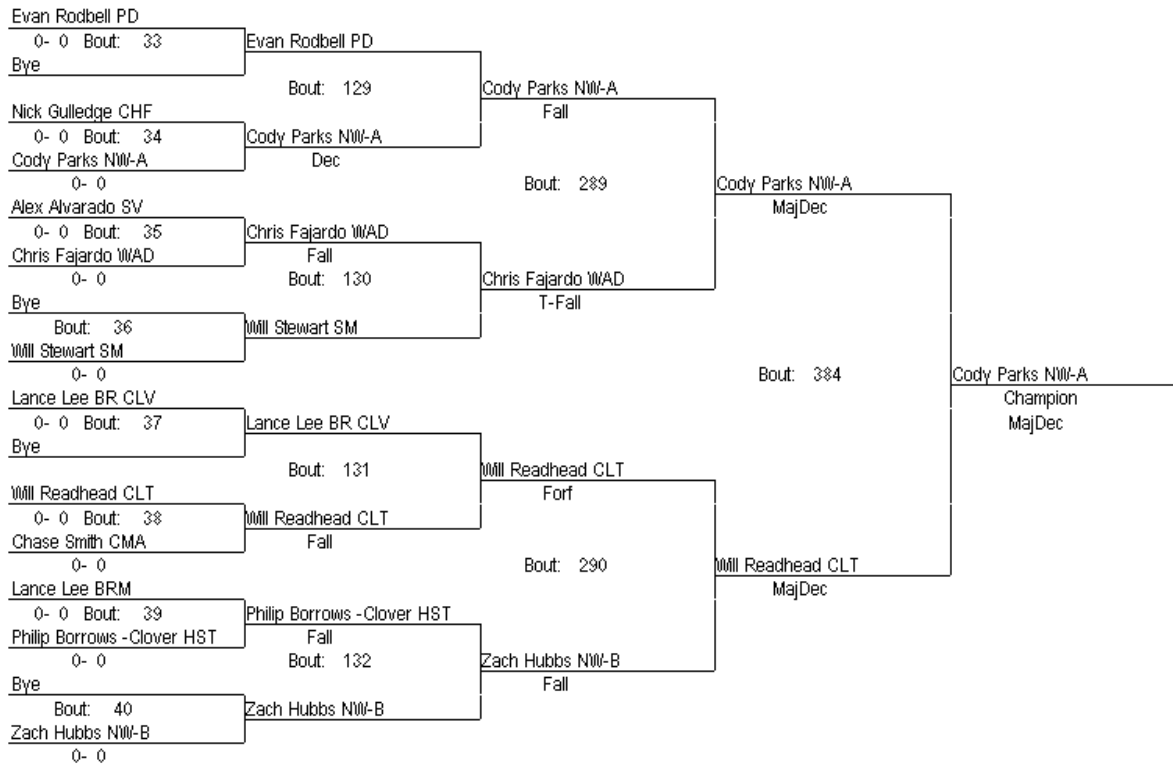 Evan Rodbell PD
0- 0 Bout: 33
Bye
Evan Rodbell PD
Bout: 129
Nick Gulledge CHF
0- 0 Bout: 34
Cody Parks NW-A
0- 0
Cody Parks NW-A
Dec
Cody Parks NW-A
Fall
Bout: 289
Alex Alvarado SV
0- 0 Bout: 35
Chris Fajardo WAD
0- 0
Chris Fajardo WAD
Fall
Bout: 130
Bye
Bout: 36
Will Stewart SM
0- 0
Will Stewart SM
Chris Fajardo WAD
T-Fall
Cody Parks NW-A
MajDec
Bout: 384
Cody Parks NW-A
Champion
MajDec
Lance Lee BR CLV
0- 0 Bout: 37
Bye
Lance Lee BR CLV
Bout: 131
Will Readhead CLT
0- 0 Bout: 38
Chase Smith CMA
0- 0
Will Readhead CLT
Fall
Will Readhead CLT
Forf
Bout: 290
Lance Lee BRM
0- 0 Bout: 39
Philip Borrows -Clover HST
0- 0
Philip Borrows -Clover HST
Fall
Bout: 132
Bye
Bout: 40
Zach Hubbs NW-B
0- 0
Zach Hubbs NW-B
Zach Hubbs NW-B
Fall
Will Readhead CLT
MajDec